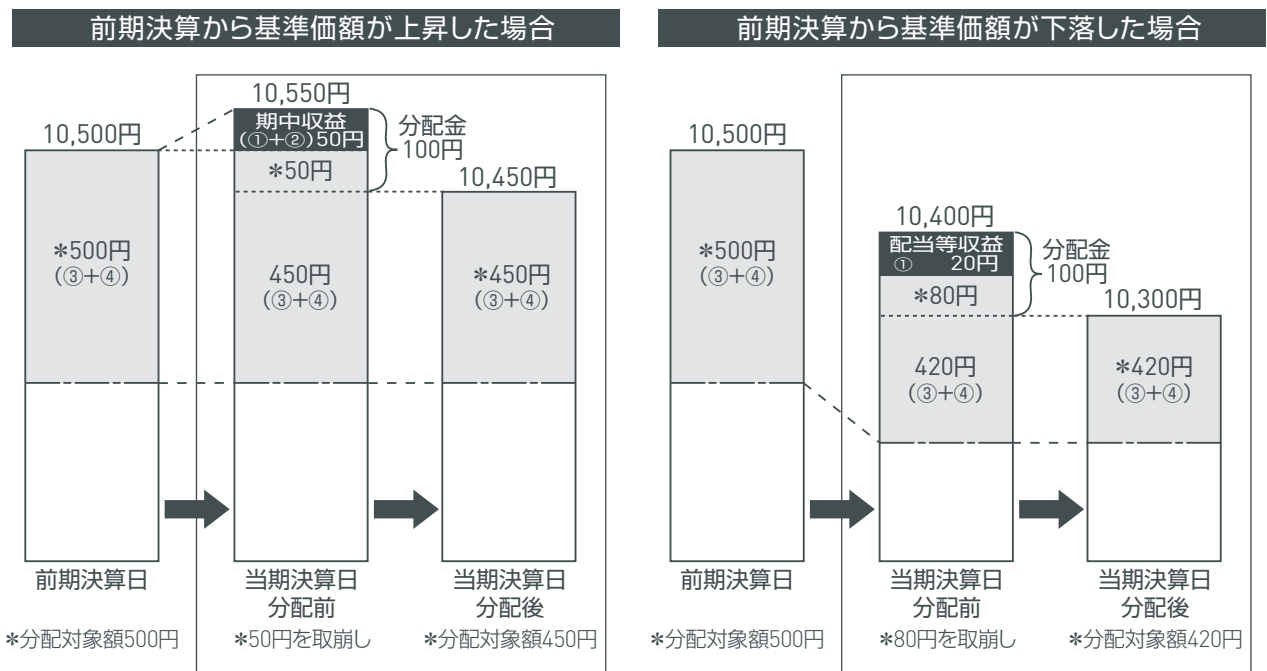 前期決算から基準価額が上昇した場合
10,500円
*500円
(③+④)
前期決算日
*分配対象額500円
10,550円
期中収益
(①+②)50円
*50円
450円
(③+④)
当期決算日
分配前
*50円を取崩し
分配金
100円
10,450円
*450円
(③+④)
当期決算日
分配後
*分配対象額450円
前期決算から基準価額が下落した場合
10,500円
*500円
(③+④)
前期決算日
*分配対象額500円
10,400円
配当等収益
① 20円
*80円
420円
(③+④)
当期決算日
分配前
*80円を取崩し
分配金
100円
10,300円
*420円
(③+④)
当期決算日
分配後
*分配対象額420円